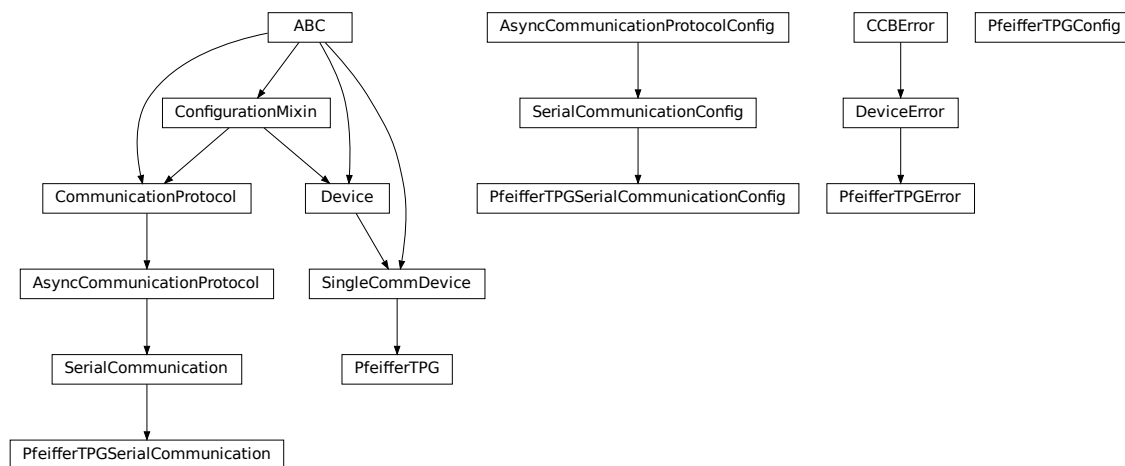 ABC
AsyncCommunicationProtocolConfig
CCBError
PfeifferTPGConfig
ConfigurationMixin
SerialCommunicationConfig
DeviceError
CommunicationProtocol
Device
PfeifferTPGSerialCommunicationConfig
PfeifferTPGError
AsyncCommunicationProtocol
SingleCommDevice
SerialCommunication
PfeifferTPG
PfeifferTPGSerialCommunication